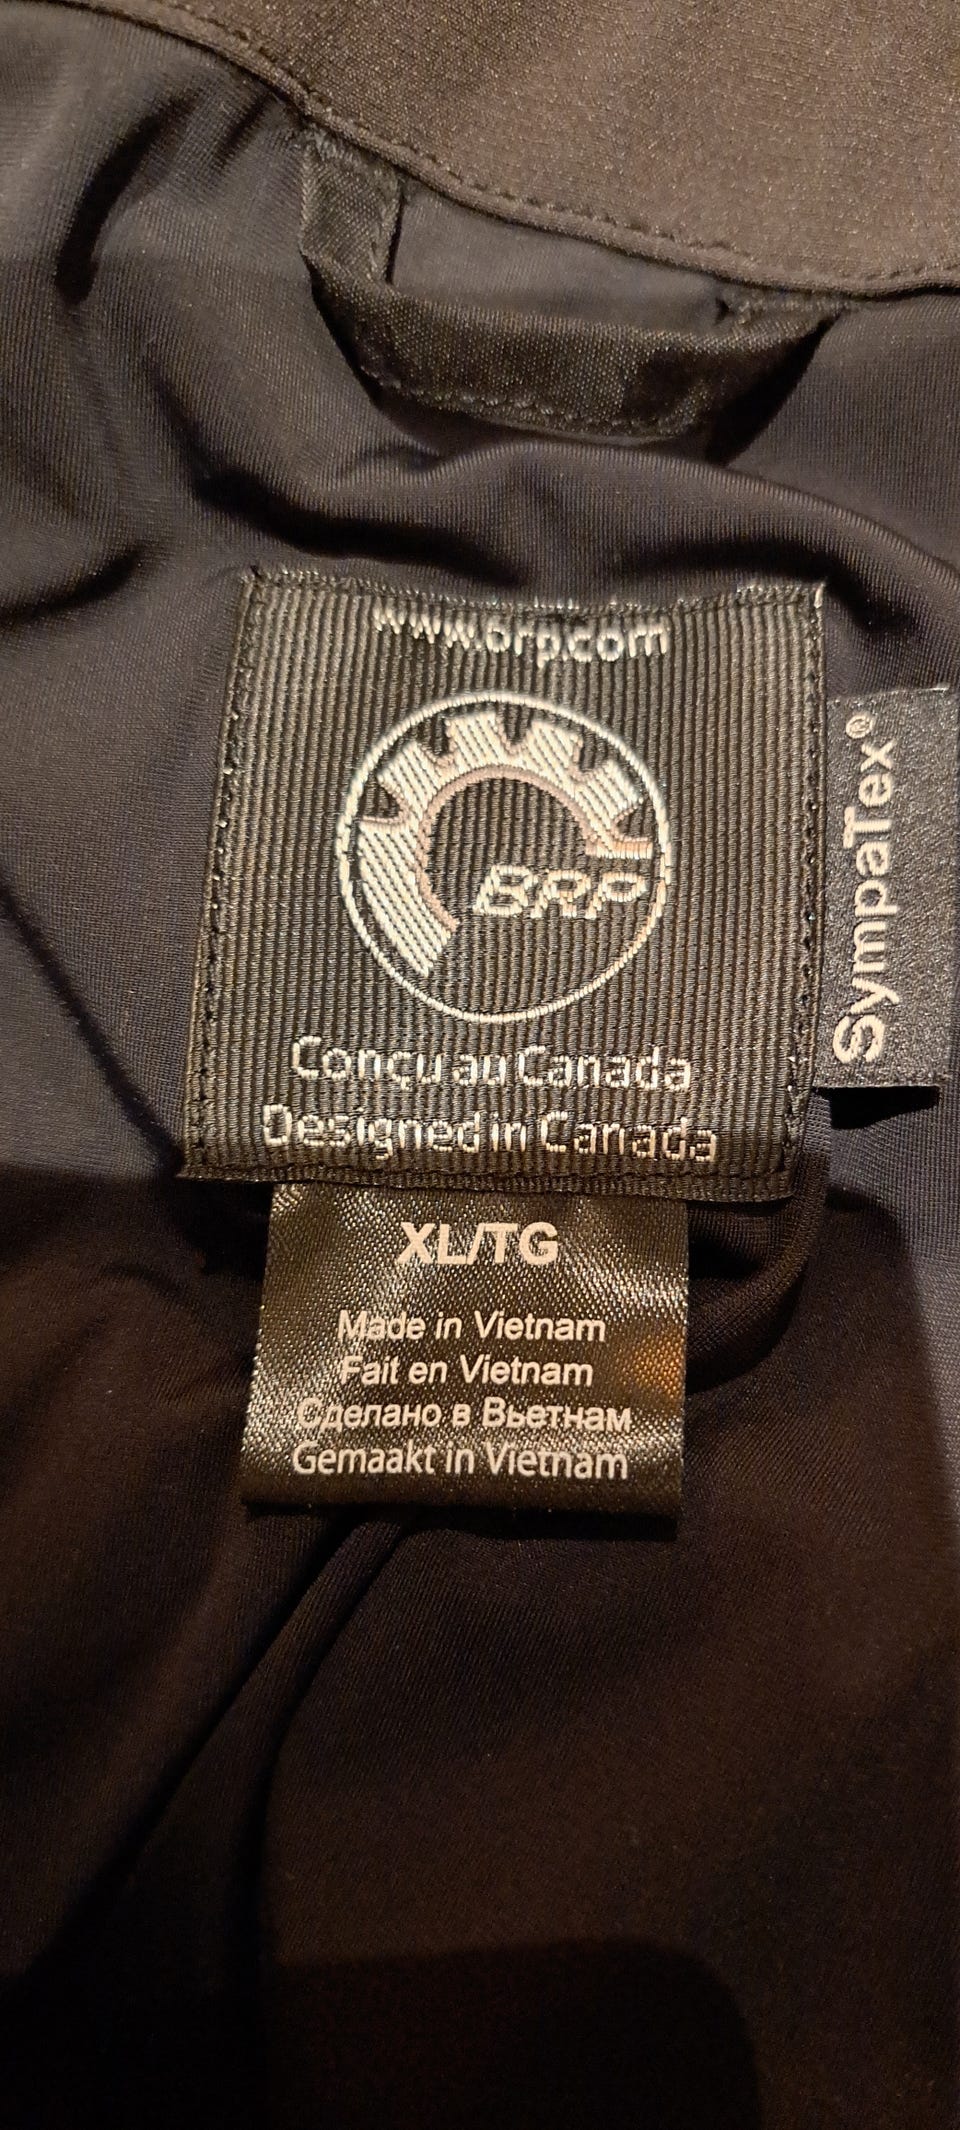 www.brp.com
BRP
Conçu au Canada
Designed in Canada
SympaTex®
XL/TG
Made in Vietnam
Fait en Vietnam
Сделано в Вьетнам
Gemaakt in Vietnam